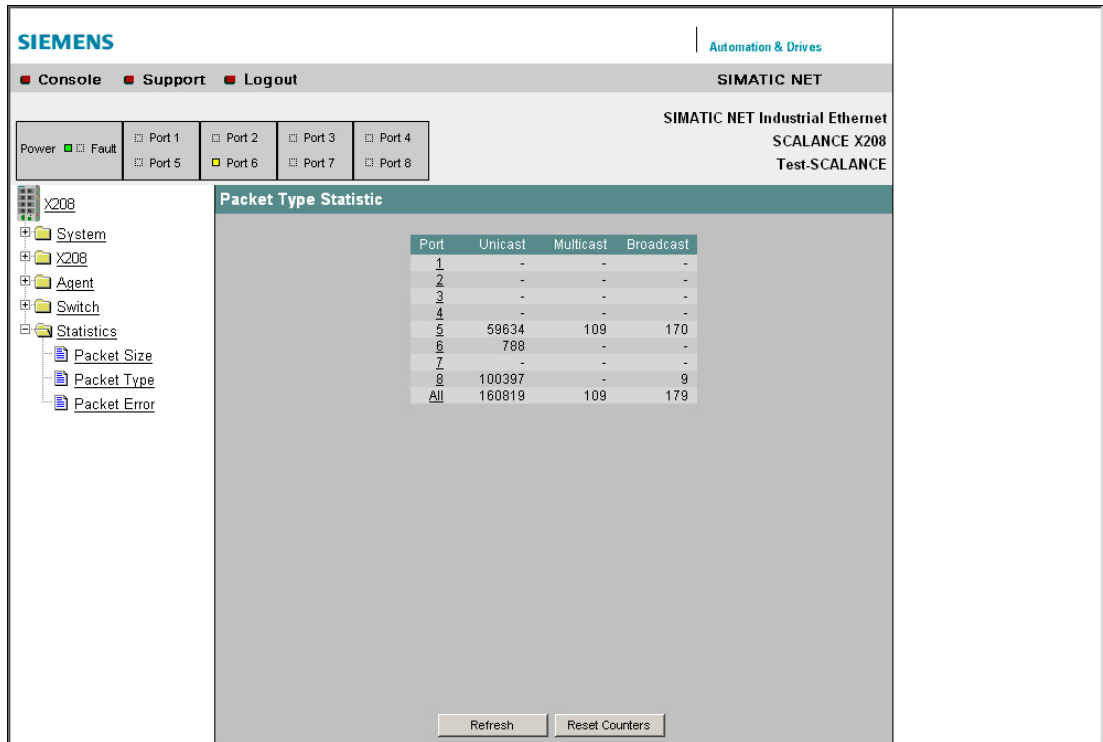 SIEMENS
Automation & Drives
Console Support Logout SIMATIC NET
SIMATIC NET Industrial Ethernet
SCALANCE X208
Test-SCALANCE
Power Fault Port 1 Port 2 Port 3 Port 4
Port 5 Port 6 Port 7 Port 8
X208
System
X208
Agent
Switch
Statistics
Packet Size
Packet Type
Packet Error
Packet Type Statistic
Port Unicast Multicast Broadcast
1 - - -
2 - - -
3 - - -
4 - - -
5 59634 109 170
6 788 - -
7 - - -
8 100397 - 9
All 160819 109 179
Refresh Reset Counters